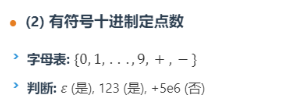 (2) 有符号十进制定点数
字母表: {0, 1, . . . , 9, +, −}
判断: ε (是), 123 (是), +5e6 (否)